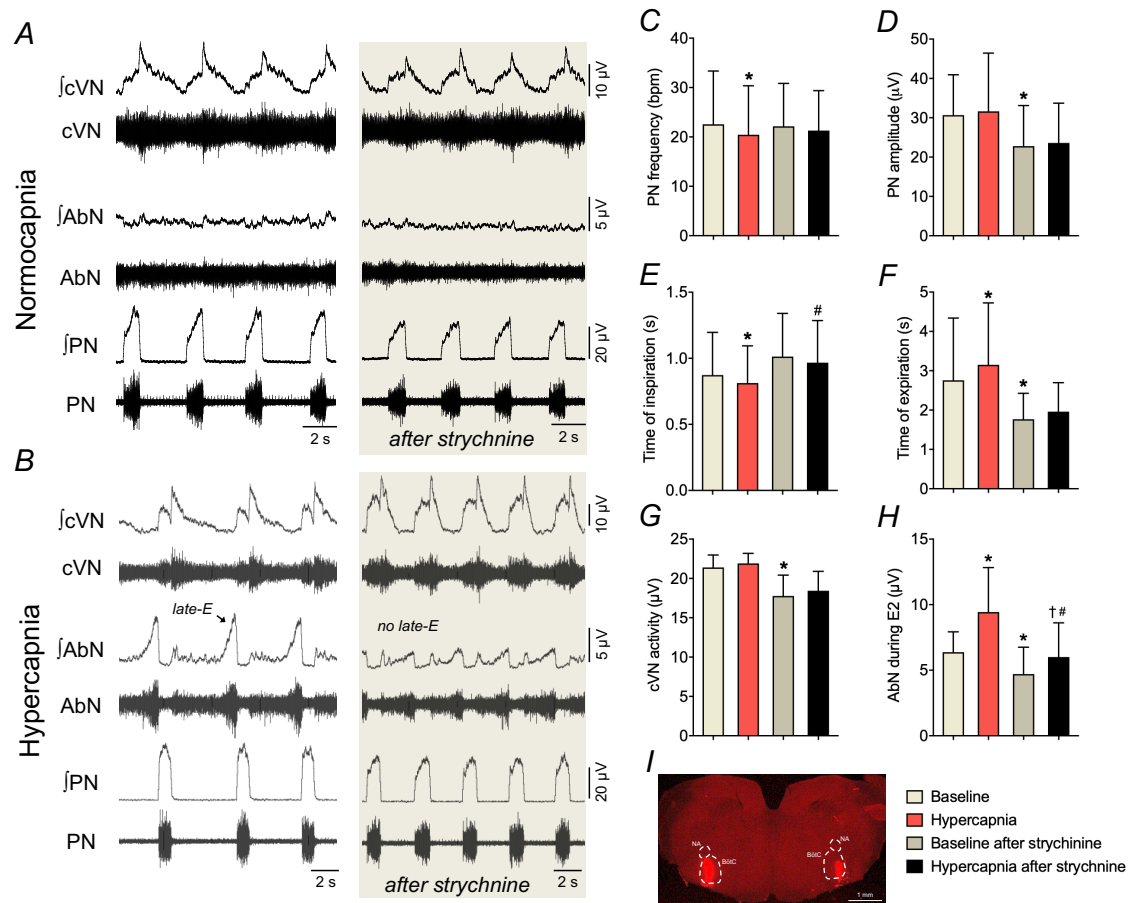 A
Normocapnia
∫cVN
10 µV
cVN
∫AbN
5 µV
AbN
∫PN
20 µV
PN
2 s
after strychnine
2 s
B
Hypercapnia
∫cVN
10 µV
cVN
late-E
no late-E
∫AbN
5 µV
AbN
∫PN
20 µV
PN
2 s
after strychnine
2 s
C
PN frequency (bpm)
40
30
20
10
0
*
D
PN amplitude (µV)
50
40
30
20
10
0
*
E
Time of inspiration (s)
1.5
1.0
0.5
0.0
*
#
F
Time of expiration (s)
5
4
3
2
1
0
*
*
G
cVN activity (µV)
25
20
15
10
5
0
*
H
AbN during E2 (µV)
15
10
5
0
*
*
† #
I
NA
BötC
BötC
NA
1 mm
Baseline
Hypercapnia
Baseline after strychinine
Hypercapnia after strychnine